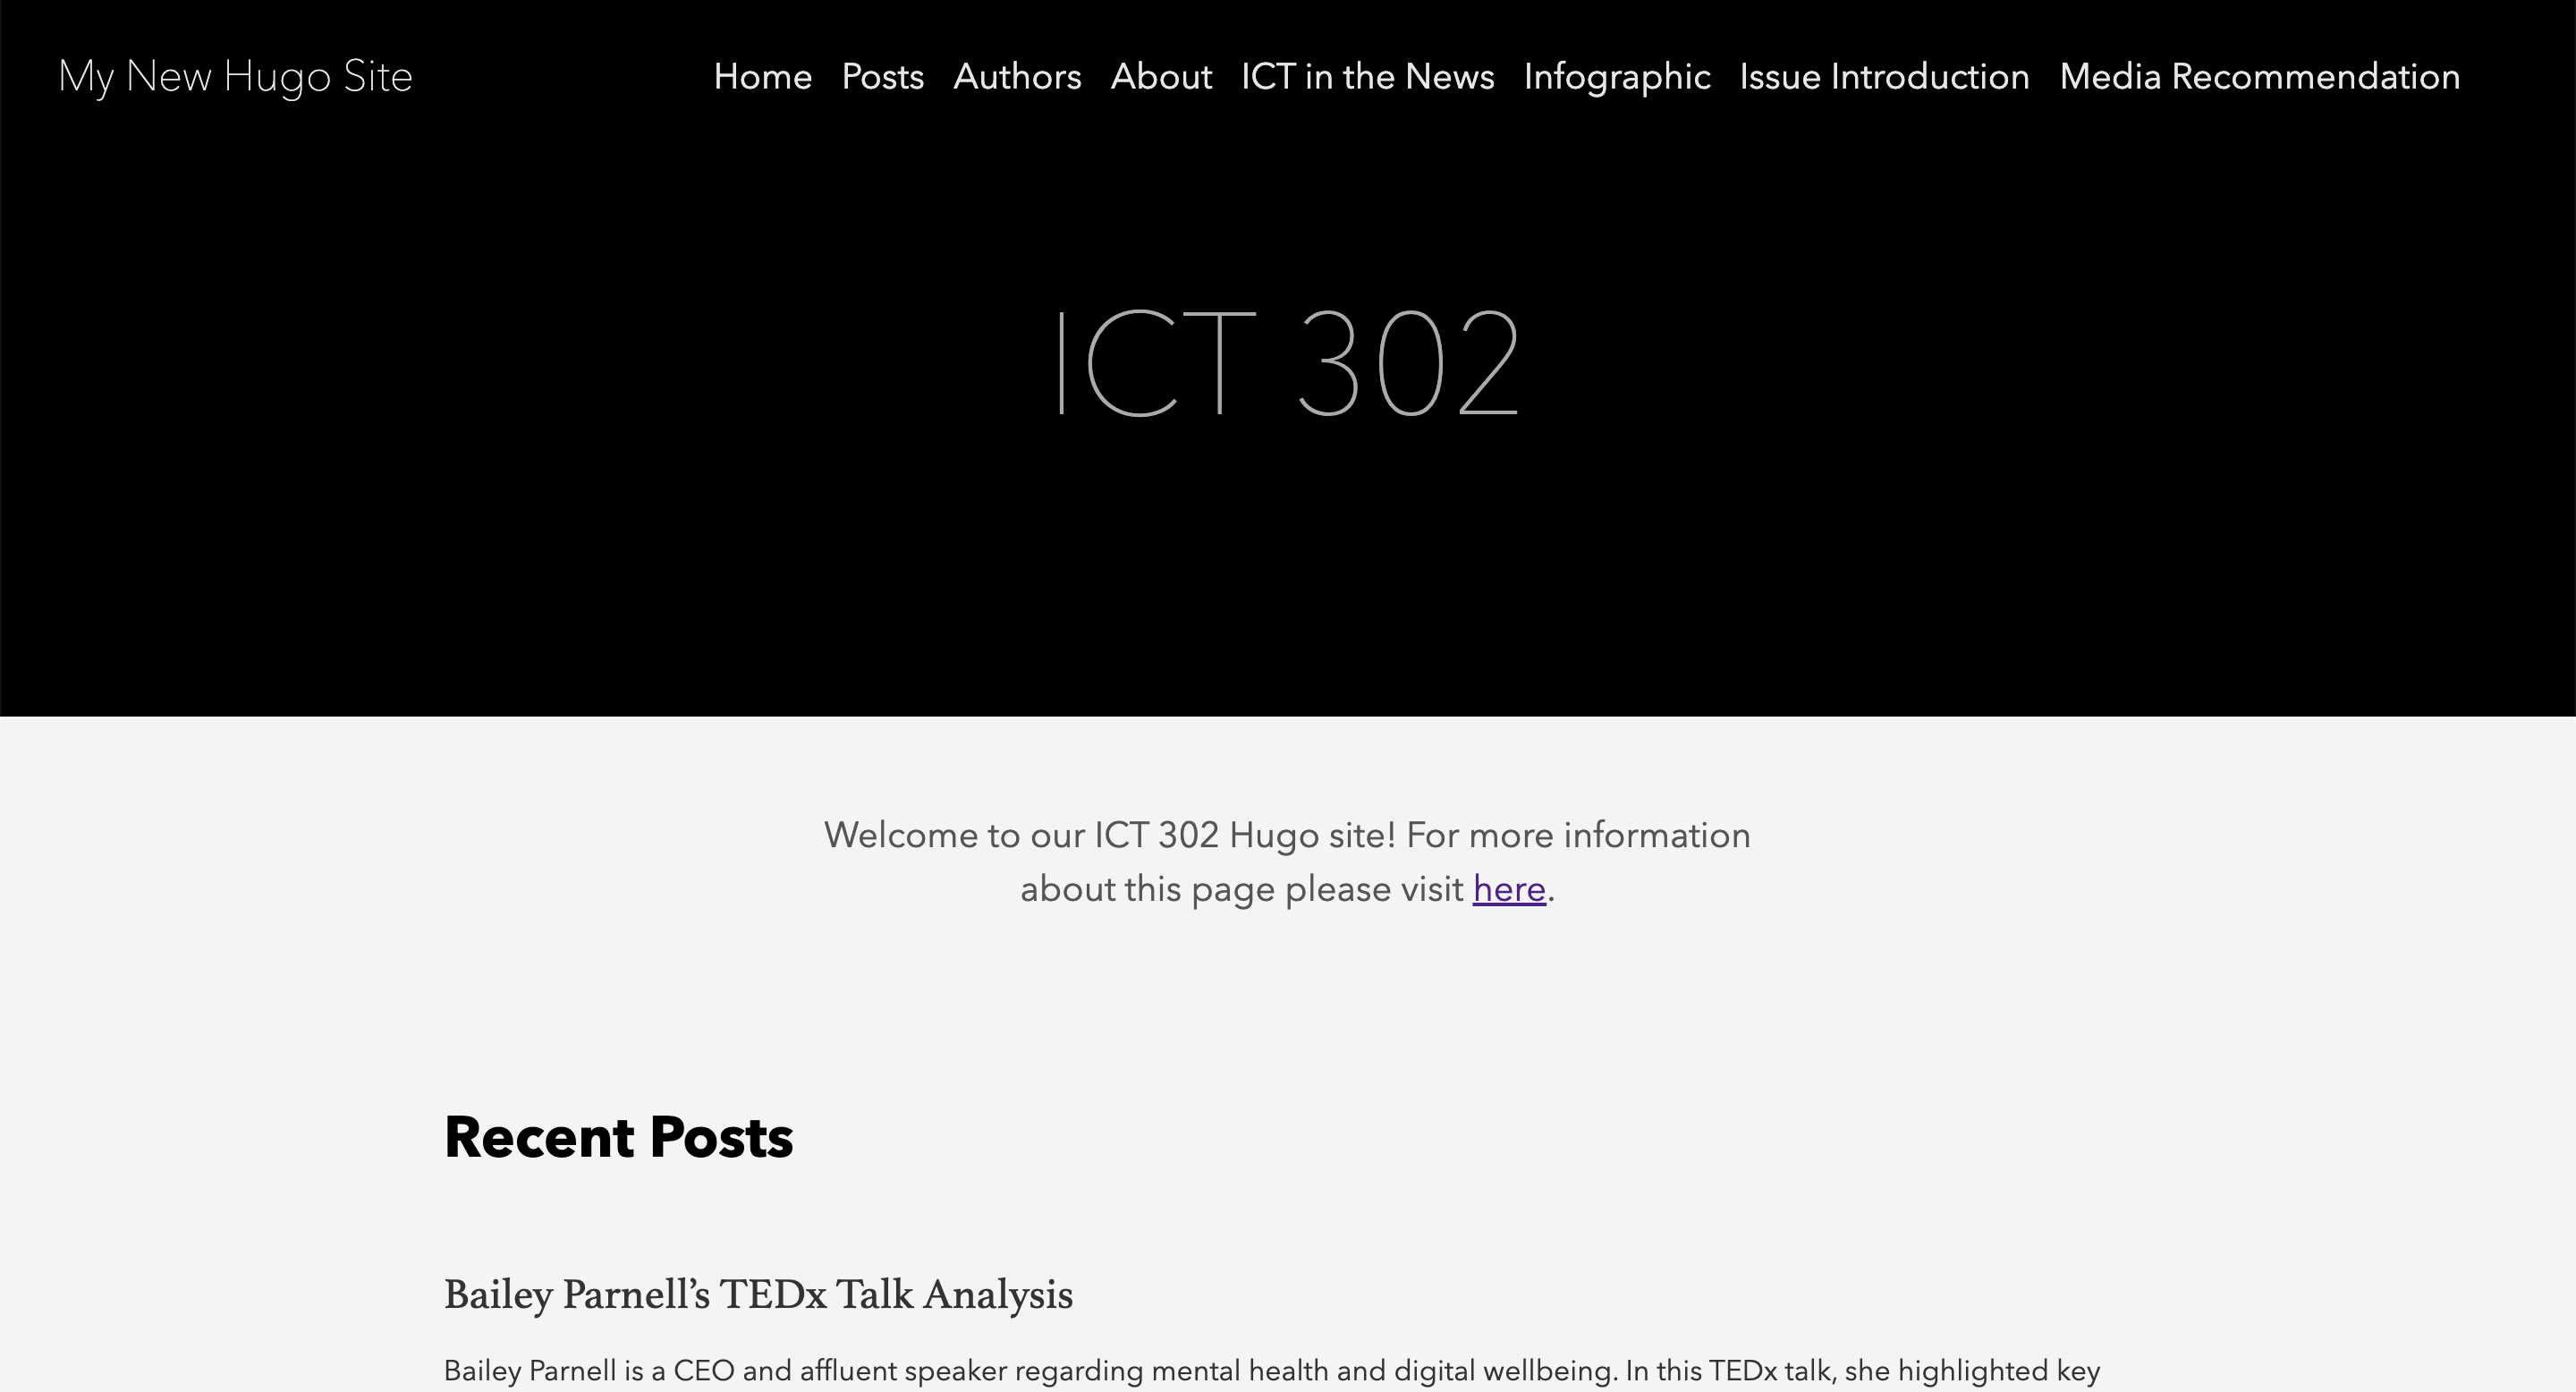 My New Hugo Site
Home Posts Authors About ICT in the News Infographic Issue Introduction Media Recommendation
ICT 302
Welcome to our ICT 302 Hugo site! For more information
about this page please visit here.
Recent Posts
Bailey Parnell’s TEDx Talk Analysis
Bailey Parnell is a CEO and affluent speaker regarding mental health and digital wellbeing. In this TEDx talk, she highlighted key